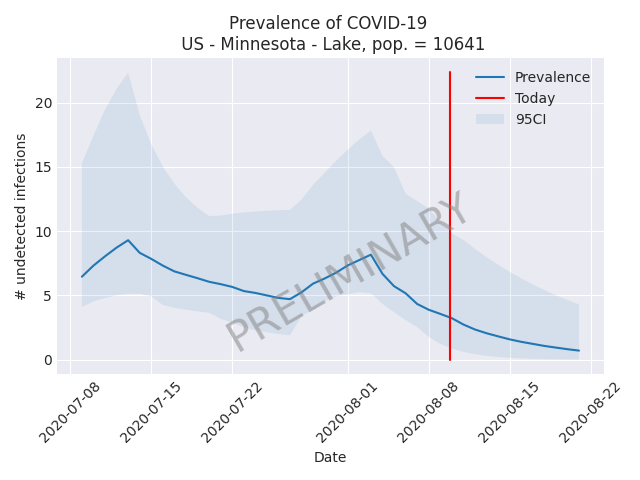 Prevalence of COVID-19
US - Minnesota - Lake, pop. = 10641
Prevalence
Today
95CI
# undetected infections
20
15
10
5
0
PRELIMINARY
2020-07-08
2020-07-15
2020-07-22
2020-08-01
2020-08-08
2020-08-15
2020-08-22
Date